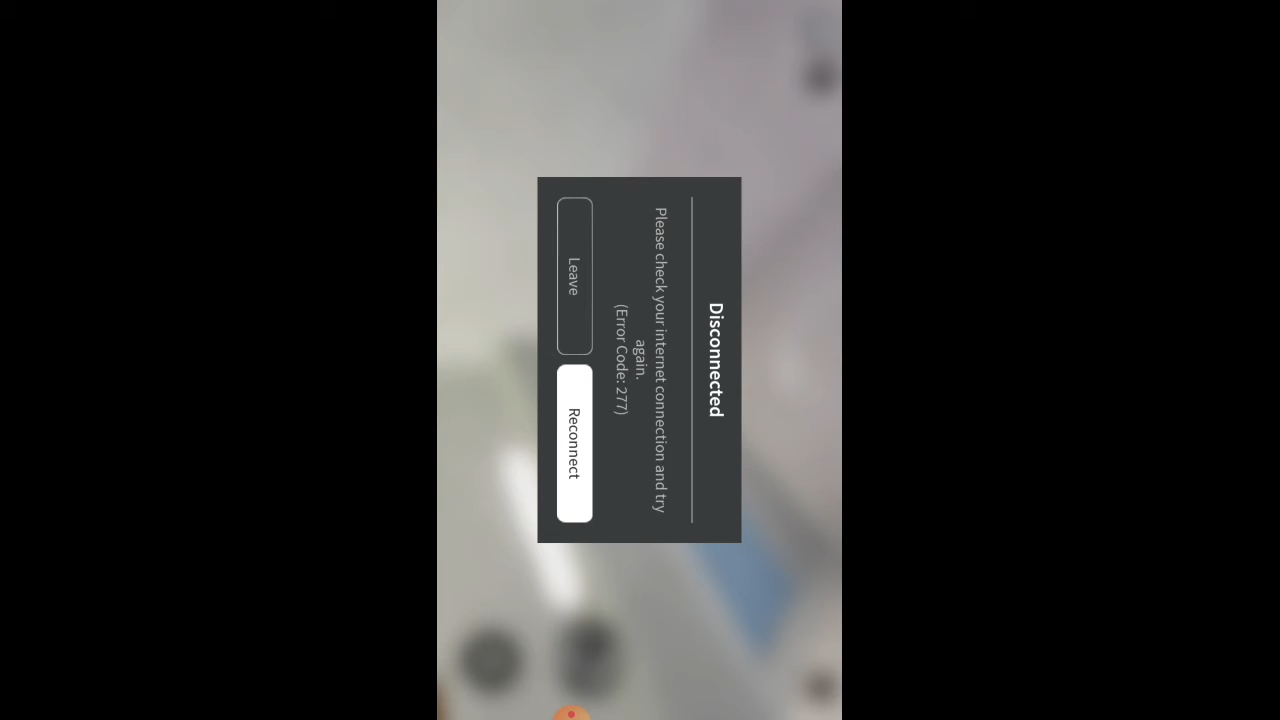 Disconnected
Please check your internet connection and try
again.
(Error Code: 277)
Leave
Reconnect